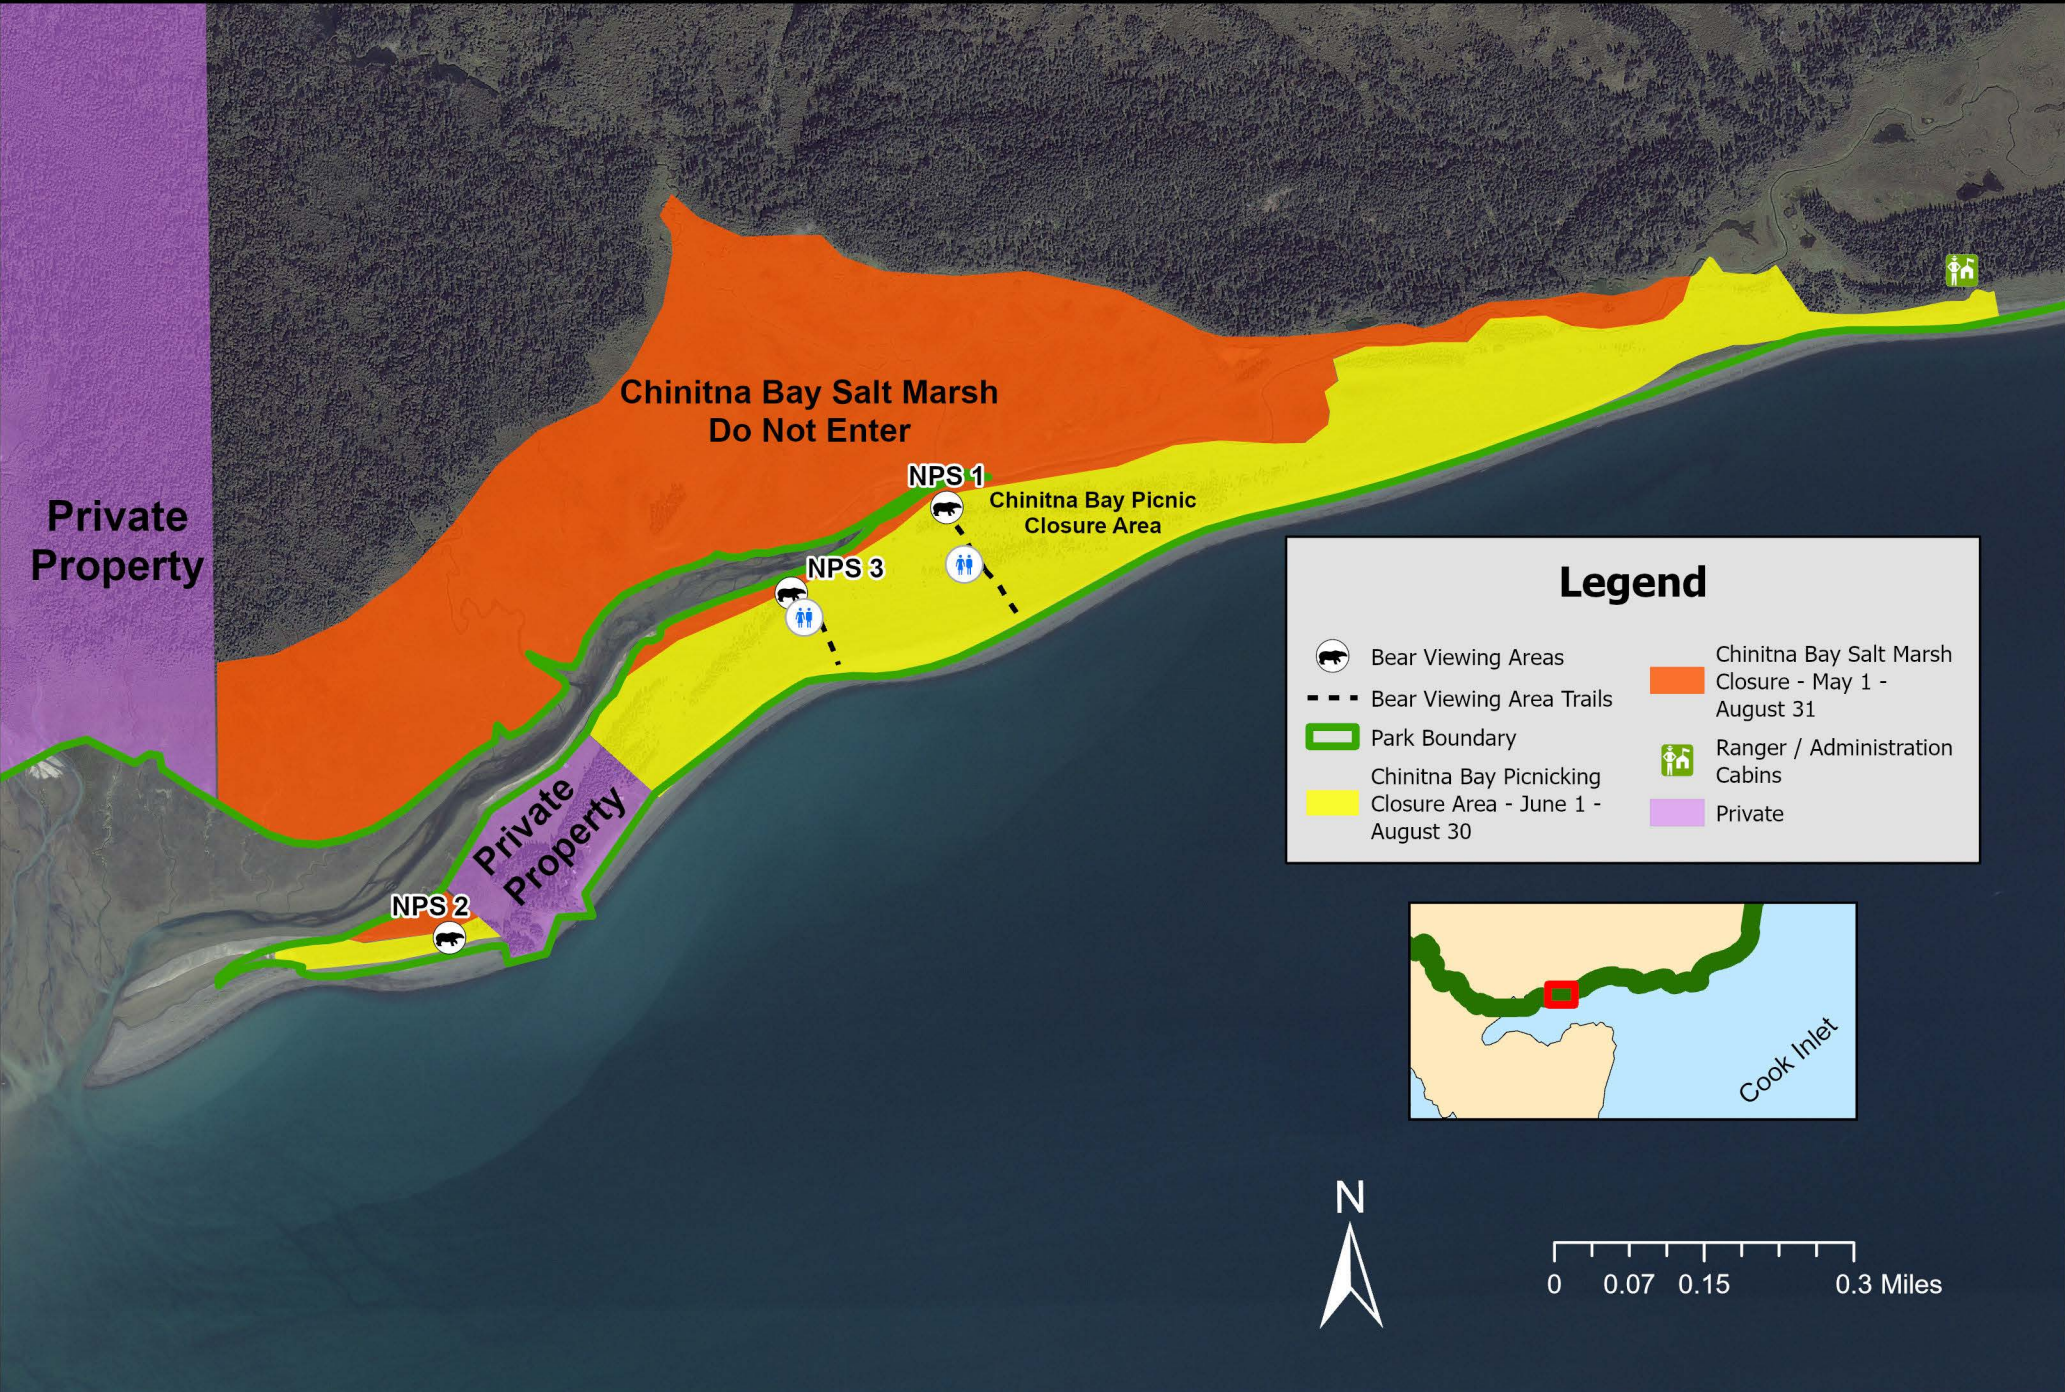 Chinitna Bay Salt Marsh
Do Not Enter
NPS 1
Chinitna Bay Picnic
Closure Area
Private
Property
NPS 3
Private
Property
NPS 2
Legend
Bear Viewing Areas
Bear Viewing Area Trails
Park Boundary
Chinitna Bay Picnicking
Closure Area - June 1 -
August 30
Chinitna Bay Salt Marsh
Closure - May 1 -
August 31
Ranger / Administration
Cabins
Private
Cook Inlet
N
0 0.07 0.15 0.3 Miles